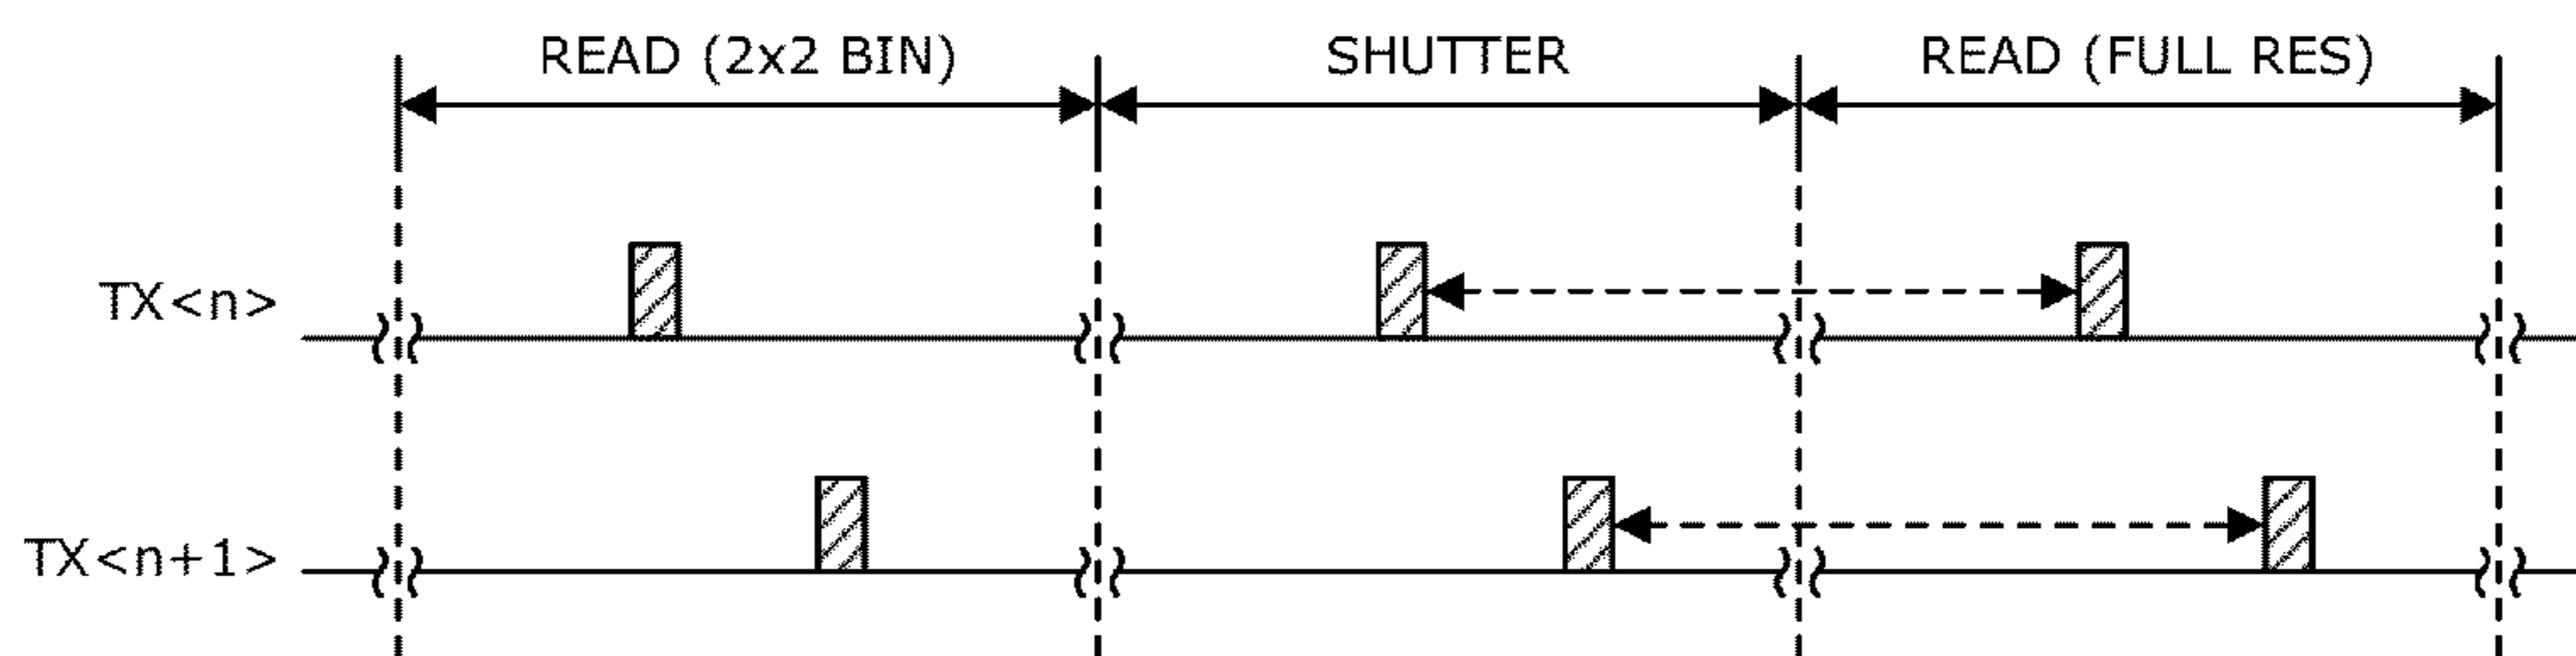 READ (2x2 BIN) SHUTTER READ (FULL RES)
TX<n>
TX<n+1>